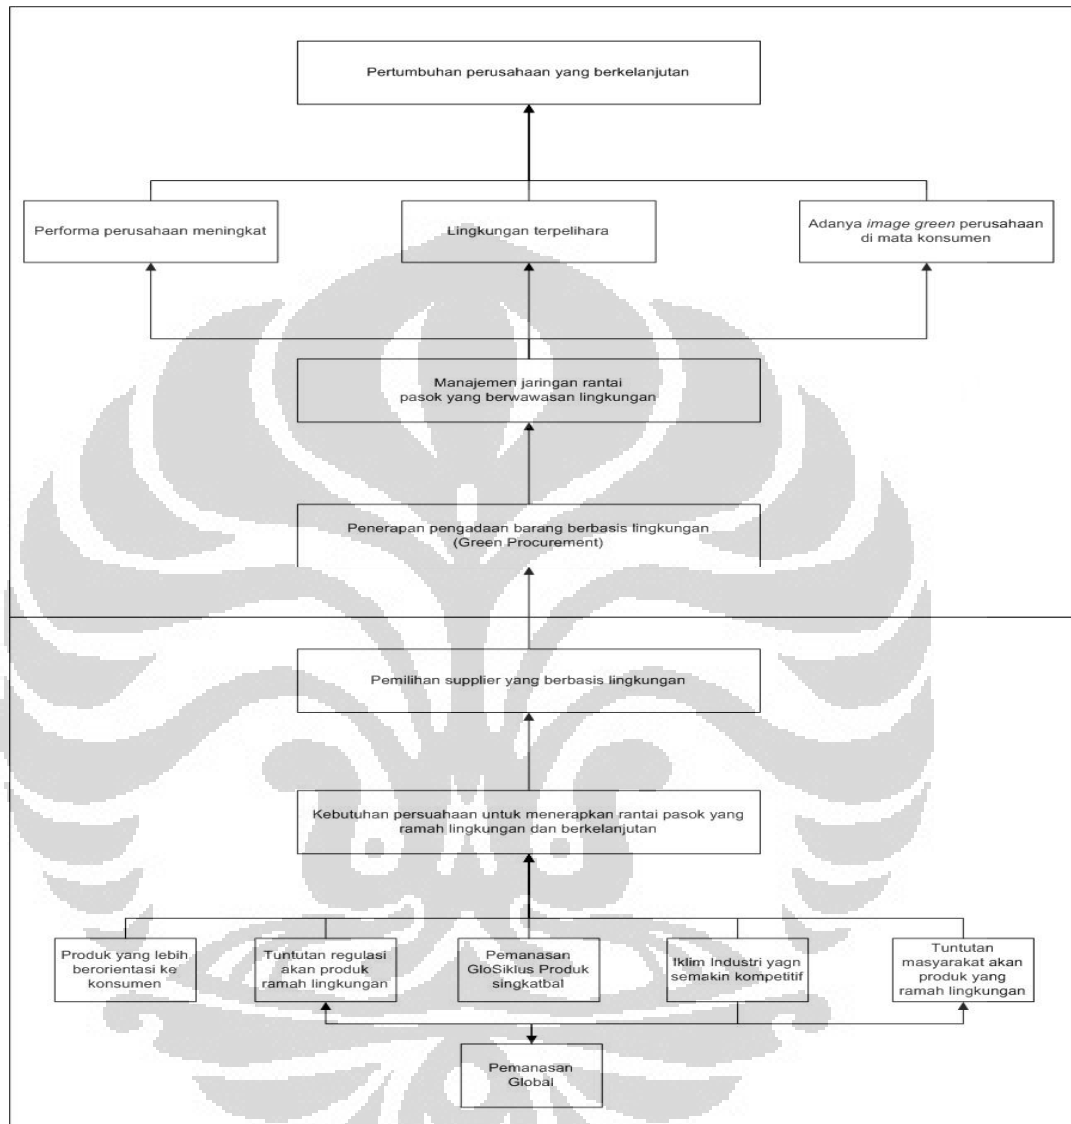 Pertumbuhan perusahaan yang berkelanjutan
Performa perusahaan meningkat
Lingkungan terpelihara
Adanya image green perusahaan
di mata konsumen
Manajemen jaringan rantai
pasok yang berwawasan lingkungan
Penerapan pengadaan barang berbasis lingkungan
(Green Procurement)
Pemilihan supplier yang berbasis lingkungan
Kebutuhan persuahaan untuk menerapkan rantai pasok yang
ramah lingkungan dan berkelanjutan
Produk yang lebih
berorientasi ke
konsumen
Tuntutan regulasi
akan produk
ramah lingkungan
Pemanasan
GloSiklus Produk
singkatbal
Iklim Industri yagn
semakin kompetitif
Tuntutan
masyarakat akan
produk yang
ramah lingkungan
Pemanasan
Global